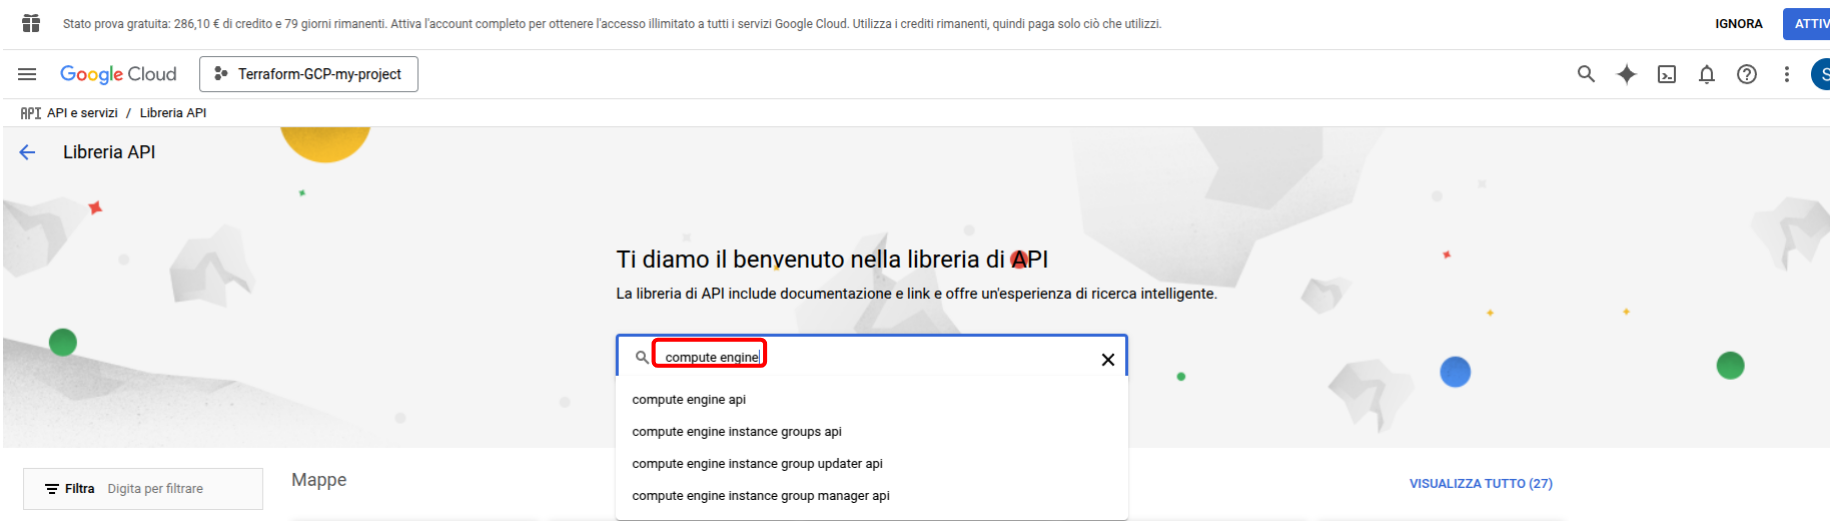 Stato prova gratuita: 286,10 € di credito e 79 giorni rimanenti. Attiva l'account completo per ottenere l'accesso illimitato a tutti i servizi Google Cloud. Utilizza i crediti rimanenti, quindi paga solo ciò che utilizzi.
IGNORA
ATTIV
Google Cloud
Terraform-GCP-my-project
S
API API e servizi / Libreria API
Libreria API
Ti diamo il benvenuto nella libreria di API
La libreria di API include documentazione e link e offre un'esperienza di ricerca intelligente.
compute engine
compute engine api
compute engine instance groups api
compute engine instance group updater api
compute engine instance group manager api
Filtra Digita per filtrare
Mappe
VISUALIZZA TUTTO (27)